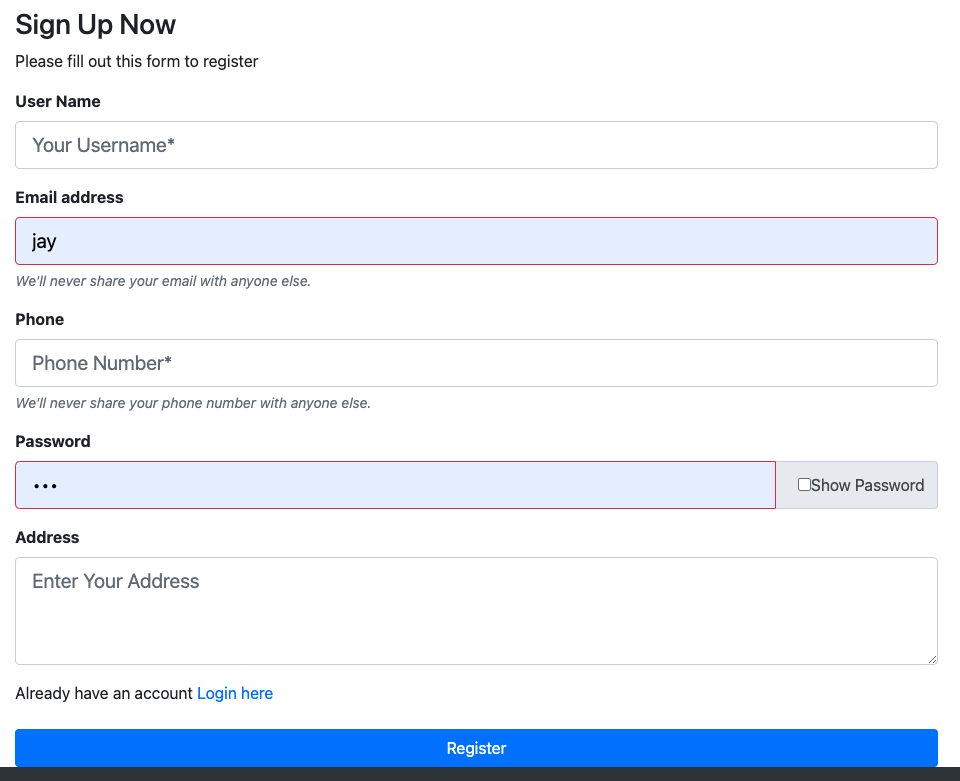 Sign Up Now
Please fill out this form to register
User Name
Your Username*
Email address
jay
We'll never share your email with anyone else.
Phone
Phone Number*
We'll never share your phone number with anyone else.
Password
•••
Show Password
Address
Enter Your Address
Already have an account Login here
Register